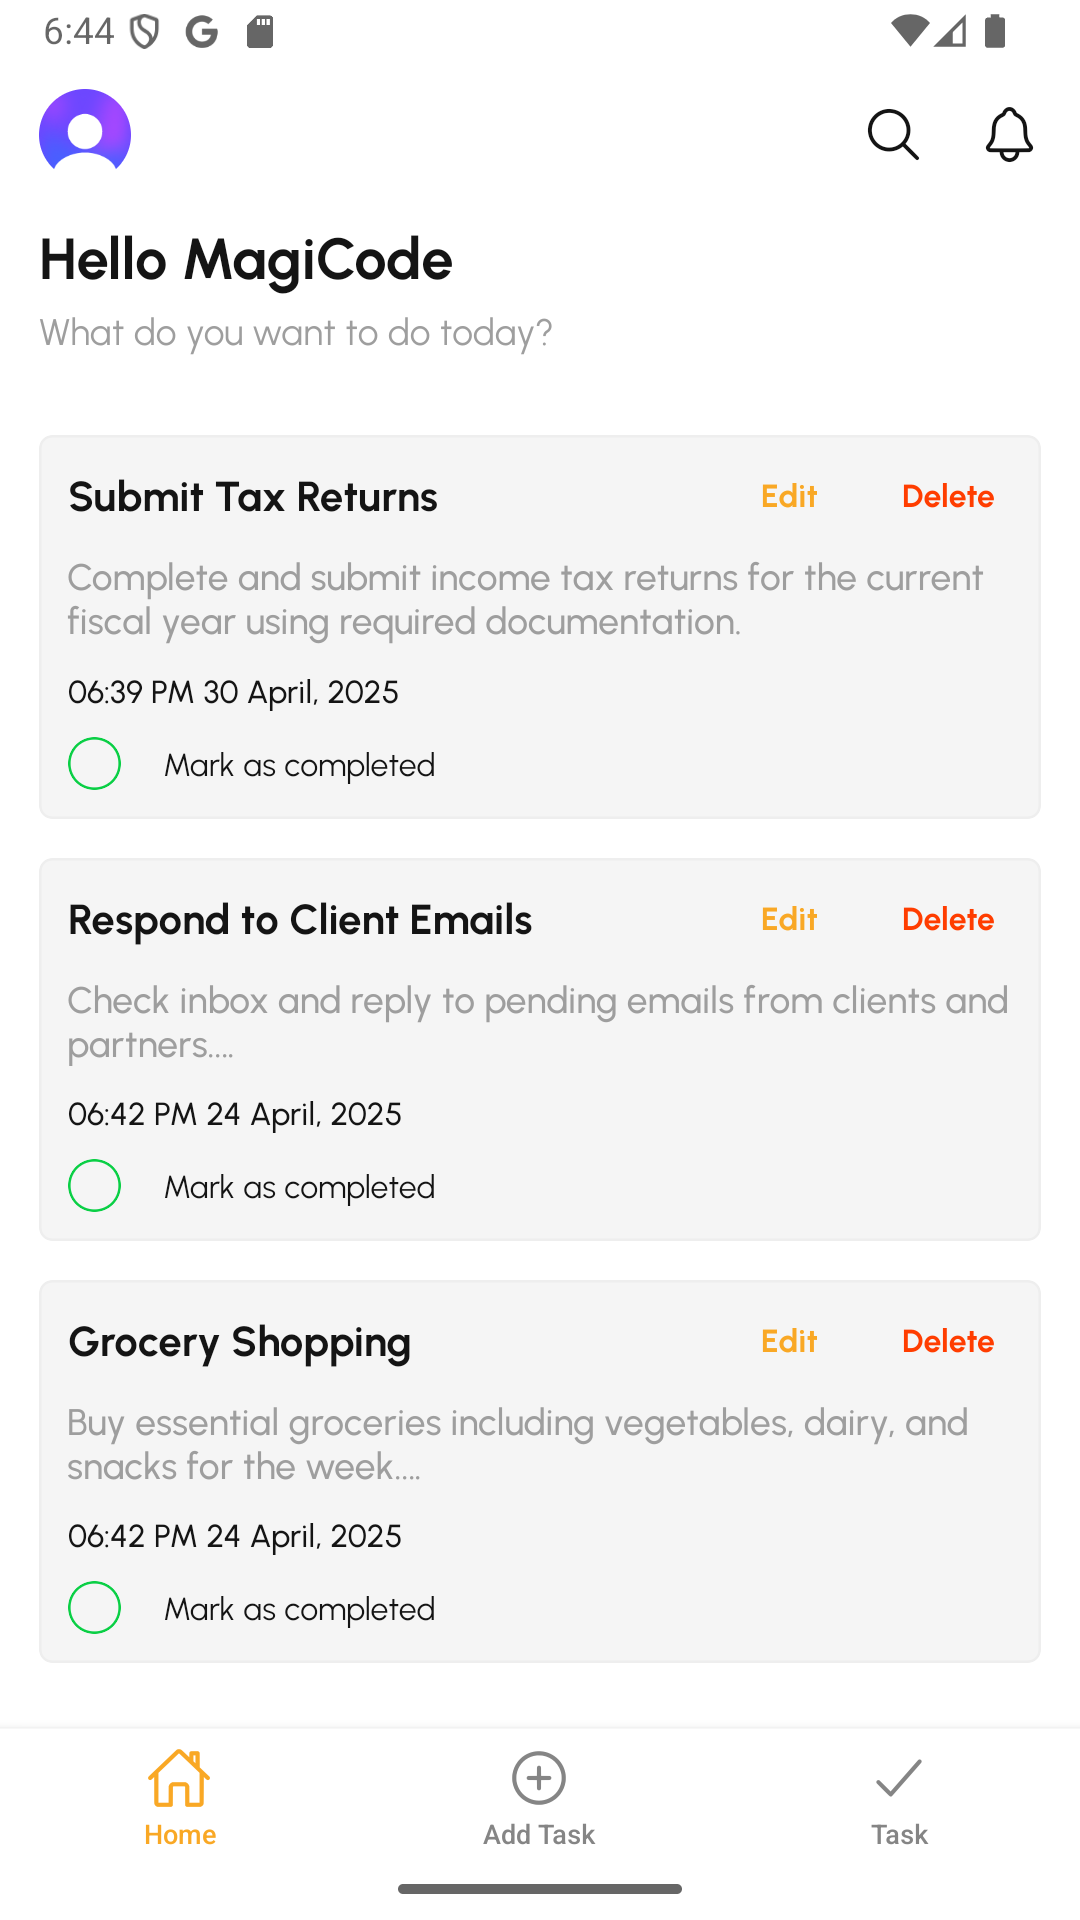 6:44
Hello MagiCode
What do you want to do today?
Submit Tax Returns Edit Delete
Complete and submit income tax returns for the current
fiscal year using required documentation.
06:39 PM 30 April, 2025
Mark as completed
Respond to Client Emails Edit Delete
Check inbox and reply to pending emails from clients and
partners....
06:42 PM 24 April, 2025
Mark as completed
Grocery Shopping Edit Delete
Buy essential groceries including vegetables, dairy, and
snacks for the week....
06:42 PM 24 April, 2025
Mark as completed
Home Add Task Task